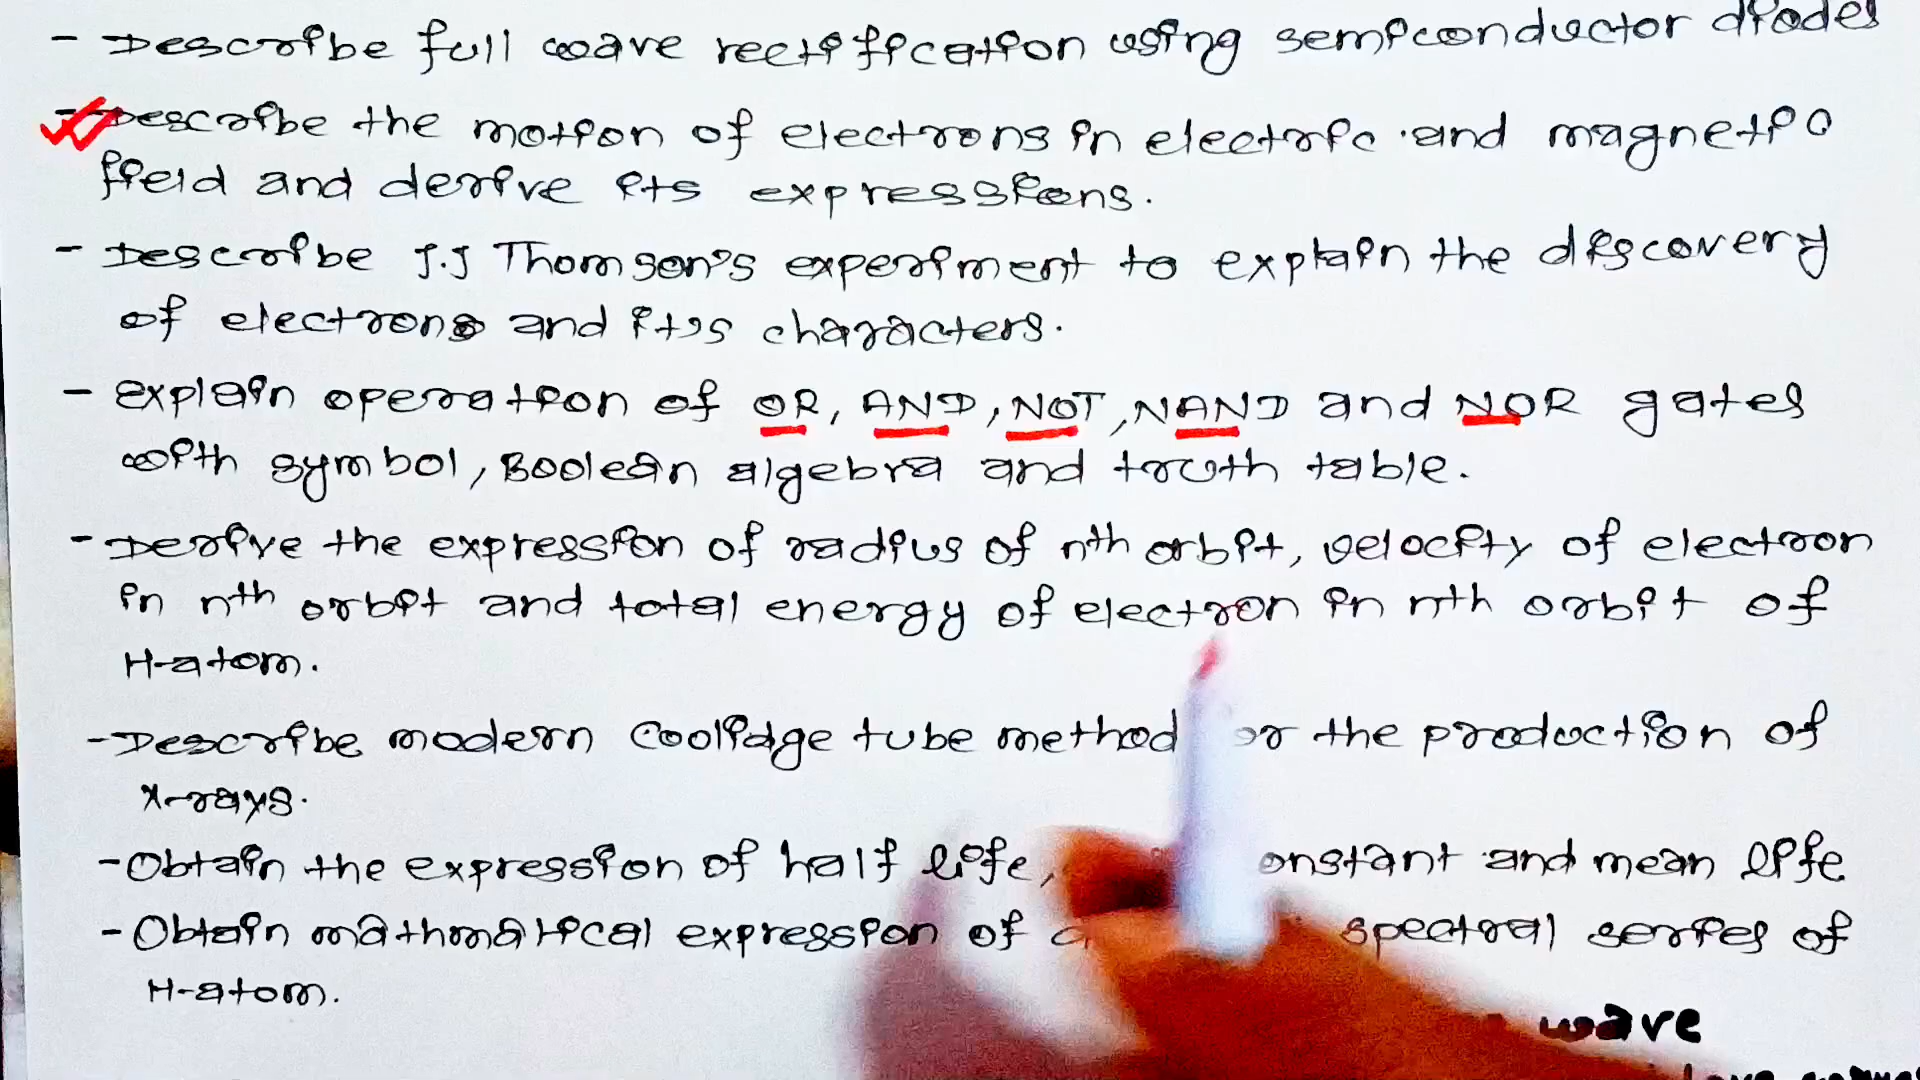 - Describe full wave rectification using semiconductor diodes
- Describe the motion of electrons in electric and magnetic
field and derive its expressions.
- Describe J.J Thomson's experiment to explain the discovery
of electrons and it's characters.
- Explain operation of OR, AND, NOT, NAND and NOR gates
with symbol, Boolean algebra and truth table.
- Derive the expression of radius of nth orbit, velocity of electron
in nth orbit and total energy of electron in nth orbit of
H-atom.
- Describe modern Coolidge tube method or the production of
X-rays.
- Obtain the expression of half life, onstant and mean life
- Obtain mathmatical expression of spectral series of
H-atom.
wave